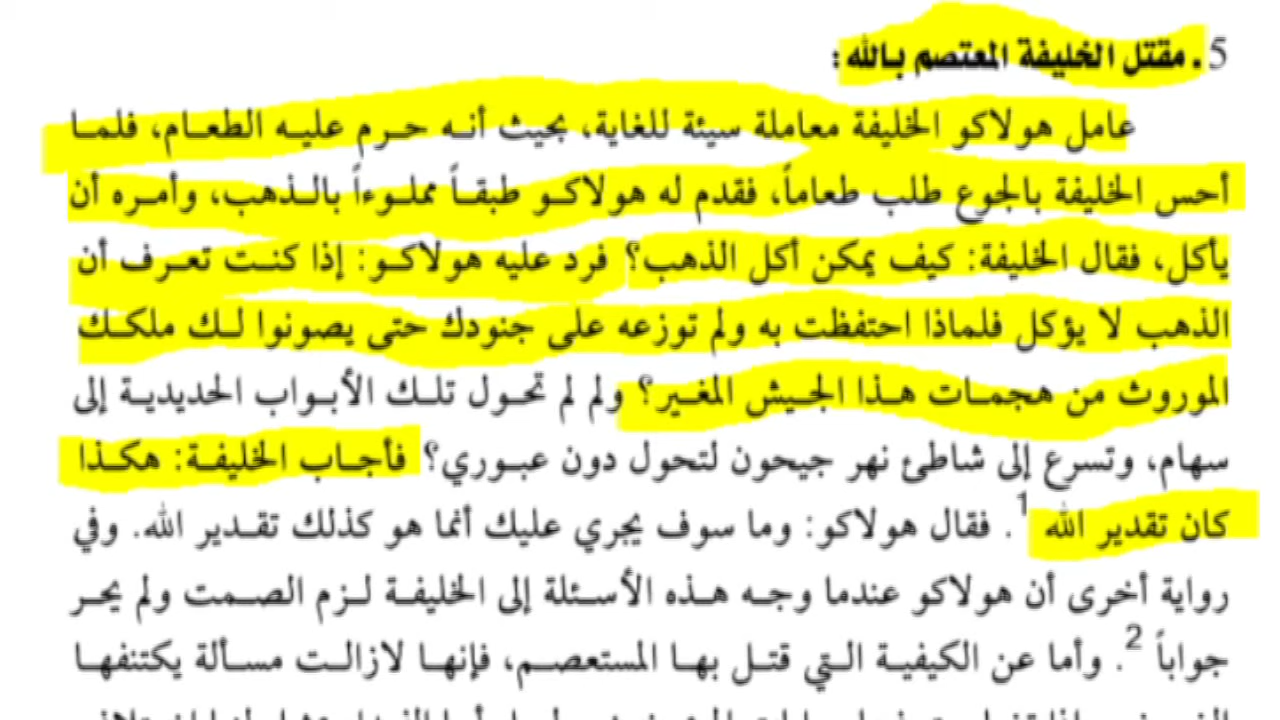 5. مقتل الخليفة المعتصم بالله:
عامل هولاكو الخليفة معاملة سيئة للغاية، بحيث أنه حرم عليه الطعام، فلما
أحس الخليفة بالجوع طلب طعاماً، فقدم له هولاكو طبقاً مملوءاً بالذهب، وأمره أن
يأكل، فقال الخليفة: كيف يمكن أكل الذهب؟ فرد عليه هولاكو: إذا كنت تعرف أن
الذهب لا يؤكل فلماذا احتفظت به ولم توزعه على جنودك حتى يصونوا لك ملكك
الموروث من هجمات هذا الجيش المغير؟ ولم لم تحول تلك الأبواب الحديدية إلى
سهام، وتسرع إلى شاطئ نهر جيحون لتحول دون عبوري؟ فأجاب الخليفة: هكذا
كان تقدير الله 1. فقال هولاكو: وما سوف يجري عليك أنما هو كذلك تقدير الله. وفي
رواية أخرى أن هولاكو عندما وجه هذه الأسئلة إلى الخليفة لزم الصمت ولم يحر
جواباً 2. وأما عن الكيفية التي قتل بها المستعصم، فإنها لازالت مسألة يكتنفها